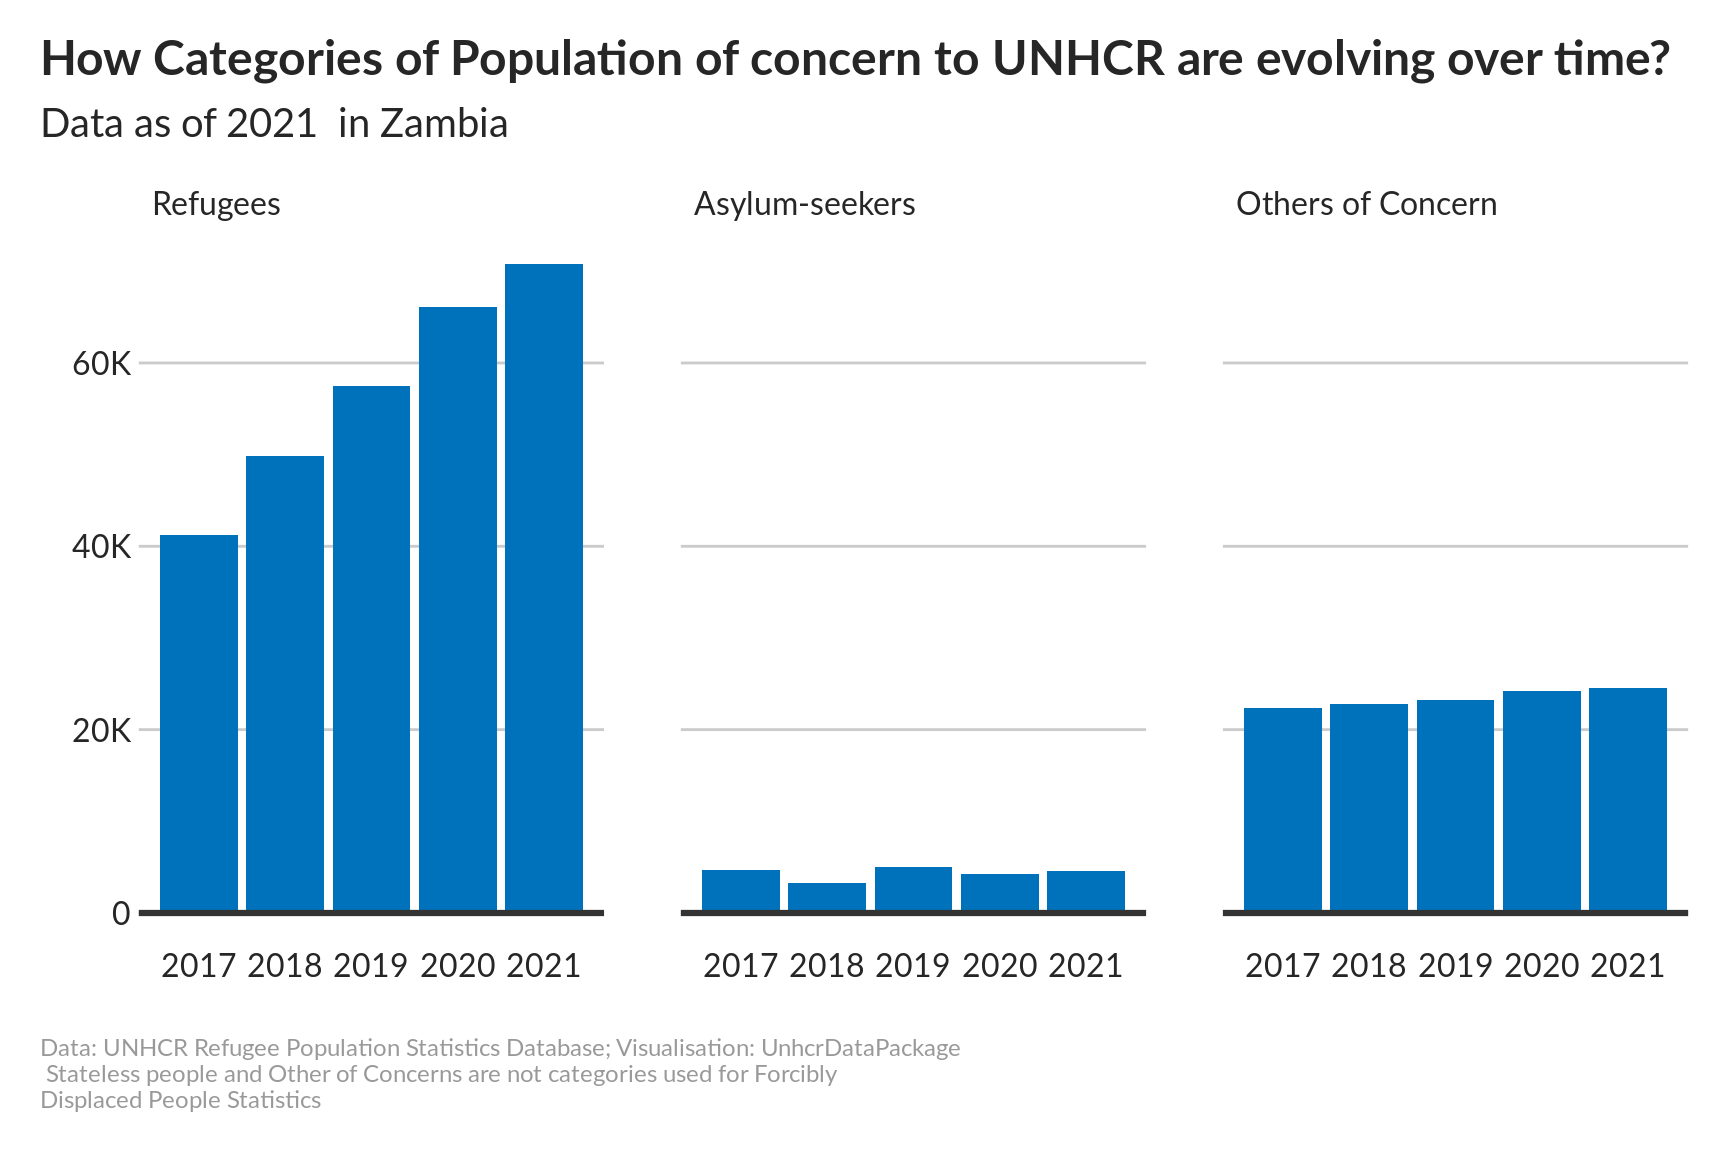 How Categories of Population of concern to UNHCR are evolving over time?
Data as of 2021  in Zambia
Refugees
Asylum-seekers
Others of Concern
60K
40K
20K
0
2017 2018 2019 2020 2021
2017 2018 2019 2020 2021
2017 2018 2019 2020 2021
Data: UNHCR Refugee Population Statistics Database; Visualisation: UnhcrDataPackage
Stateless people and Other of Concerns are not categories used for Forcibly
Displaced People Statistics